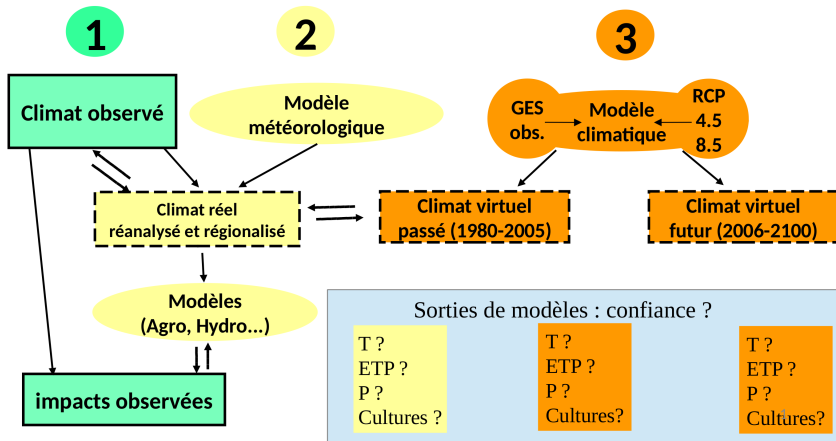 1
2
3
Climat observé
Modèle
météorologique
GES
obs.
Modèle
climatique
RCP
4.5
8.5
Climat réel
réanalysé et régionalisé
Climat virtuel
passé (1980-2005)
Climat virtuel
futur (2006-2100)
Modèles
(Agro, Hydro...)
impacts observées
Sorties de modèles : confiance ?
T ?
ETP ?
P ?
Cultures ?
T ?
ETP ?
P ?
Cultures?
T ?
ETP ?
P ?
Cultures?